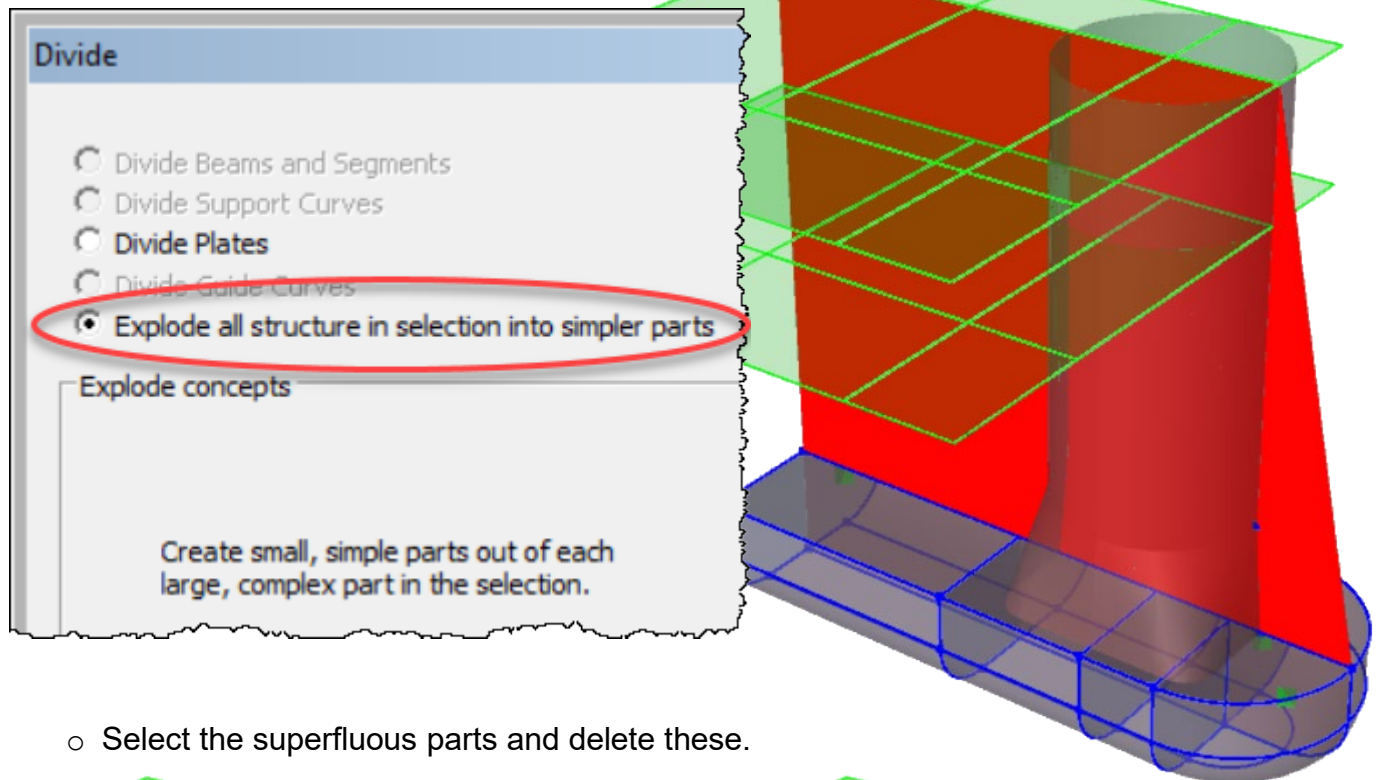 Divide
Divide Beams and Segments
Divide Support Curves
Divide Plates
Divide Guide Curves
Explode all structure in selection into simpler parts
Explode concepts
Create small, simple parts out of each
large, complex part in the selection.
○ Select the superfluous parts and delete these.